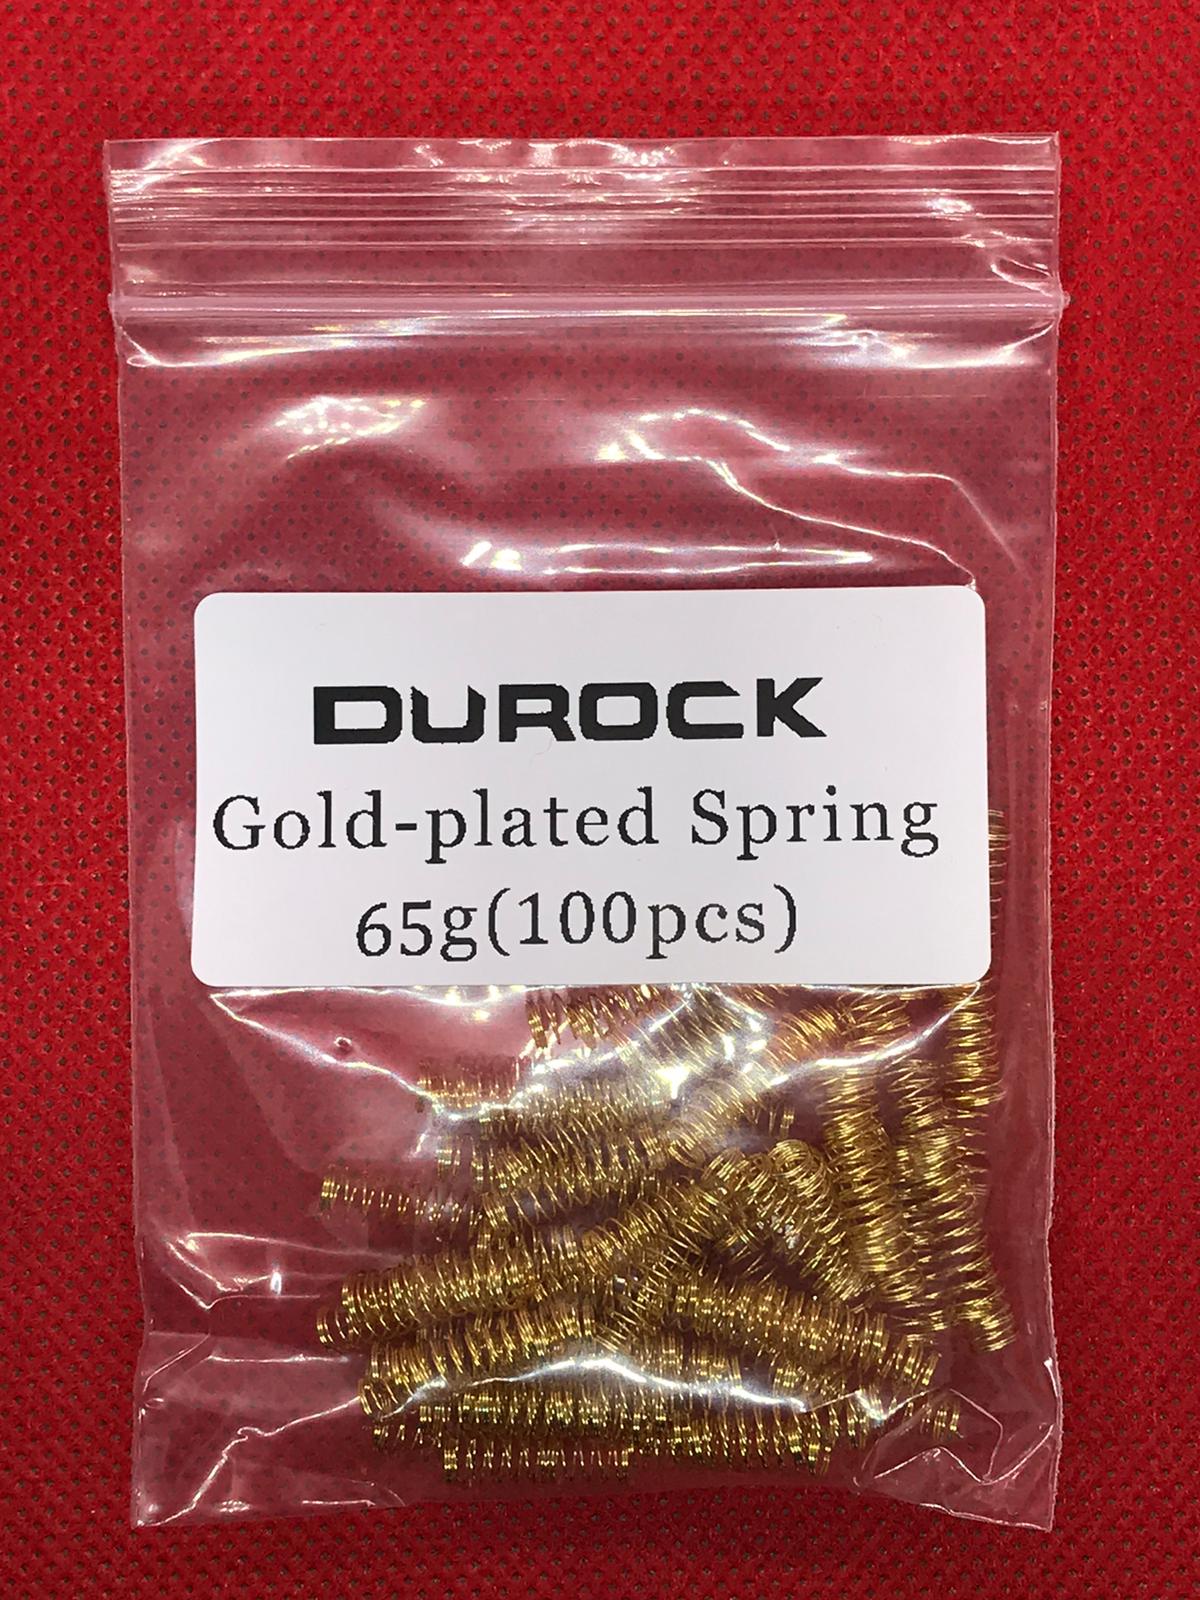 DUROCK
Gold-plated Spring
65g(100pcs)